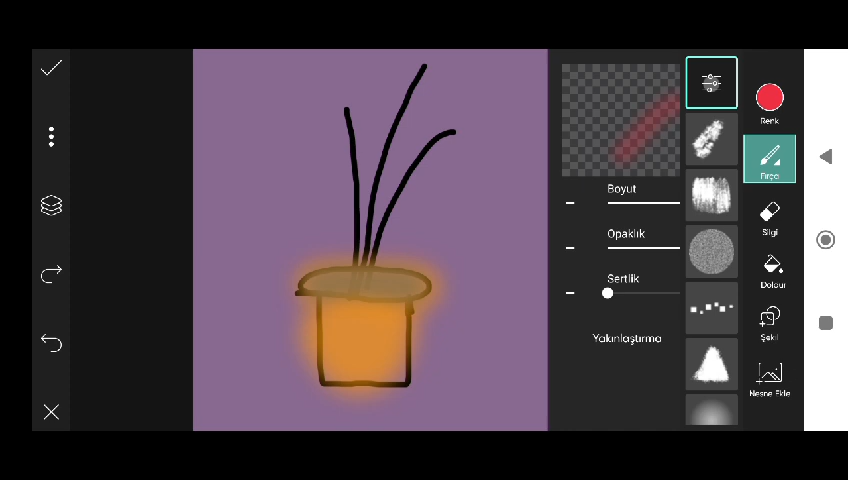 Boyut
Opaklık
Sertlik
Yakınlaştırma
Renk
Fırça
Silgi
Doldur
Şekil
Nesne Ekle